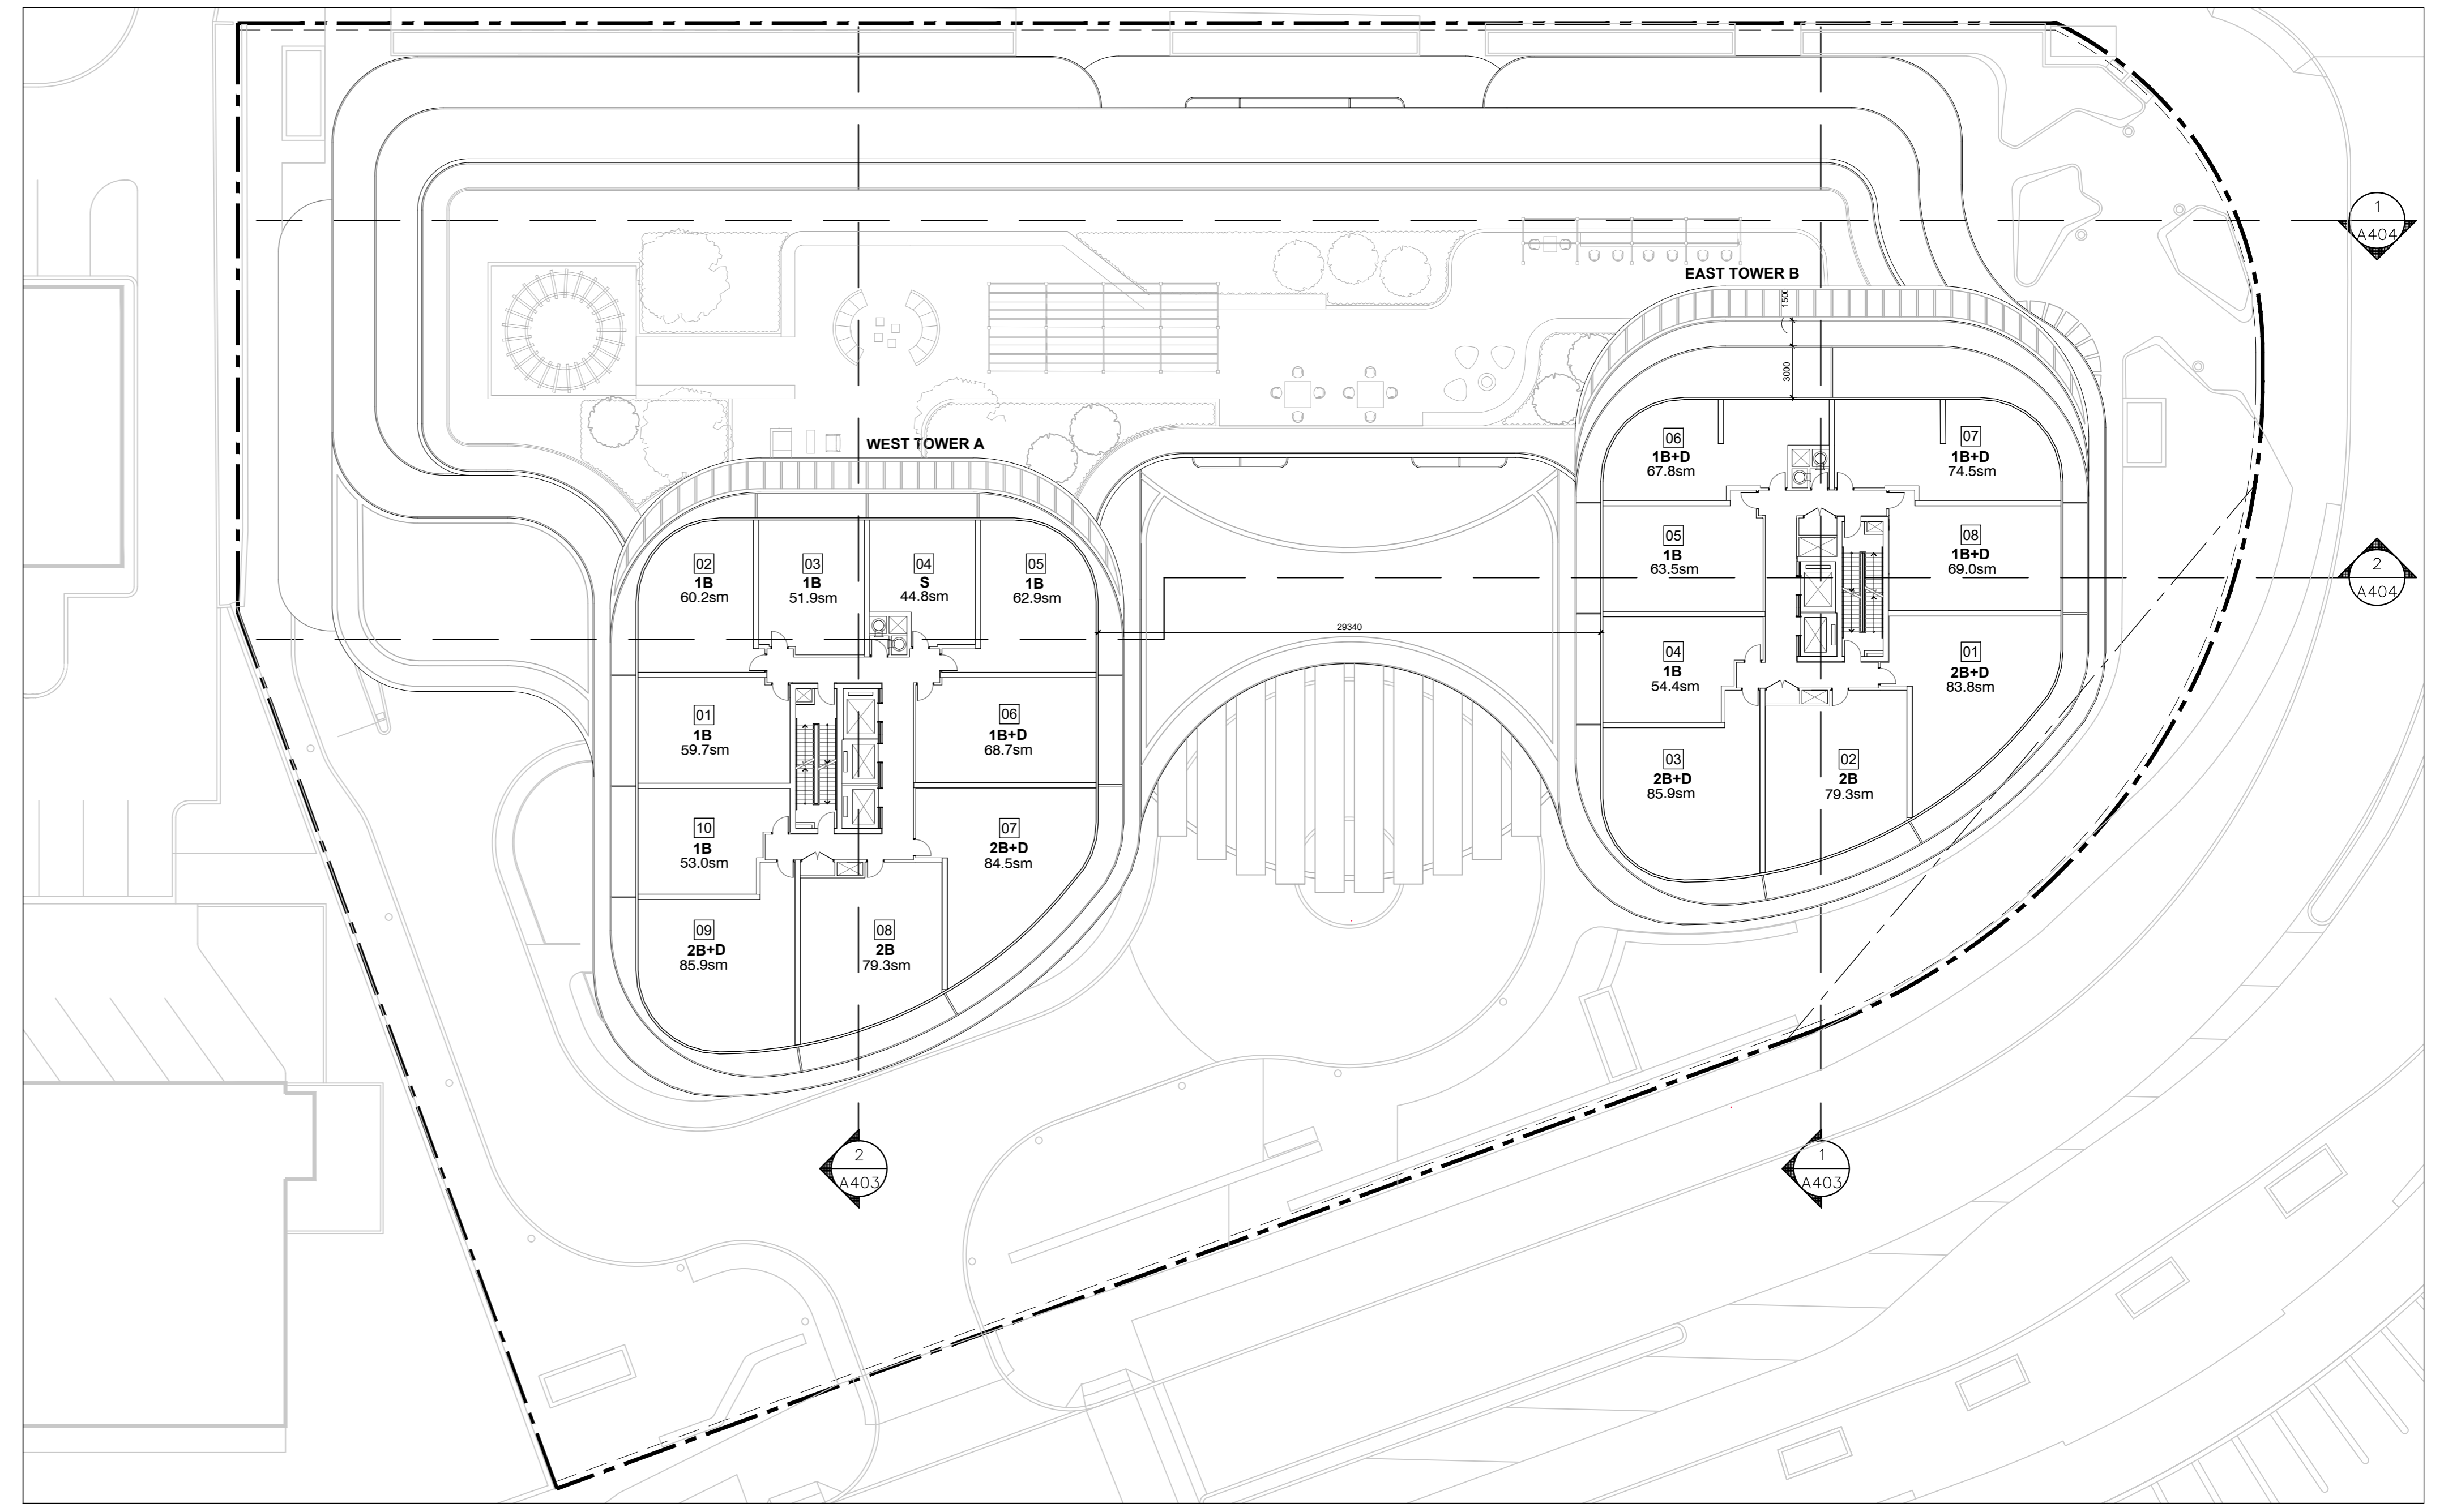 1
A404
EAST TOWER B
1500
3000
WEST TOWER A
06
1B+D
67.8sm
07
1B+D
74.5sm
05
1B
63.5sm
08
1B+D
69.0sm
2
A404
02
1B
60.2sm
03
1B
51.9sm
04
S
44.8sm
05
1B
62.9sm
29340
04
1B
54.4sm
01
2B+D
83.8sm
01
1B
59.7sm
06
1B+D
68.7sm
03
2B+D
85.9sm
02
2B
79.3sm
10
1B
53.0sm
07
2B+D
84.5sm
09
2B+D
85.9sm
08
2B
79.3sm
2
A403
1
A403